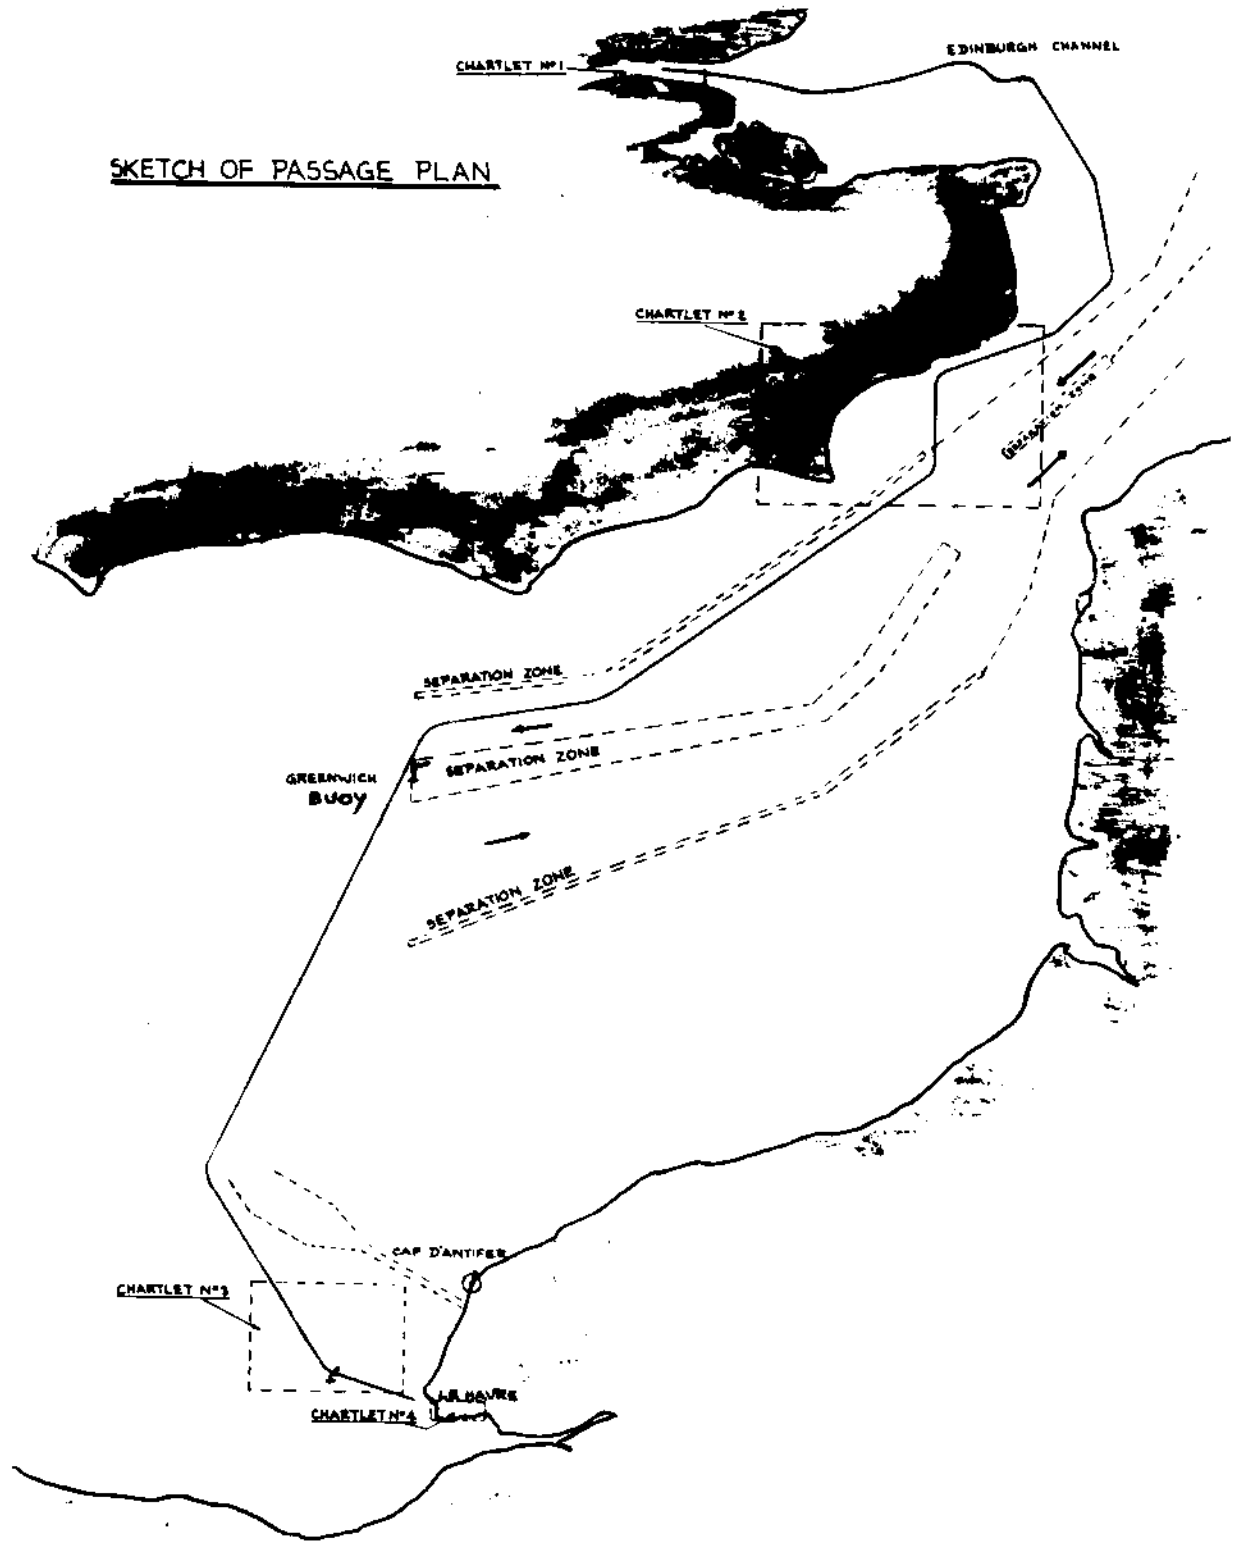 CHARTLET Nº1
EDINBURGH CHANNEL
SKETCH OF PASSAGE PLAN
CHARTLET Nº2
SEPARATION ZONE
SEPARATION ZONE
GREENWICH
BUOY
SEPARATION ZONE
CAP D'ANTIFER
CHARTLET Nº3
LE HAVRE
CHARTLET Nº4